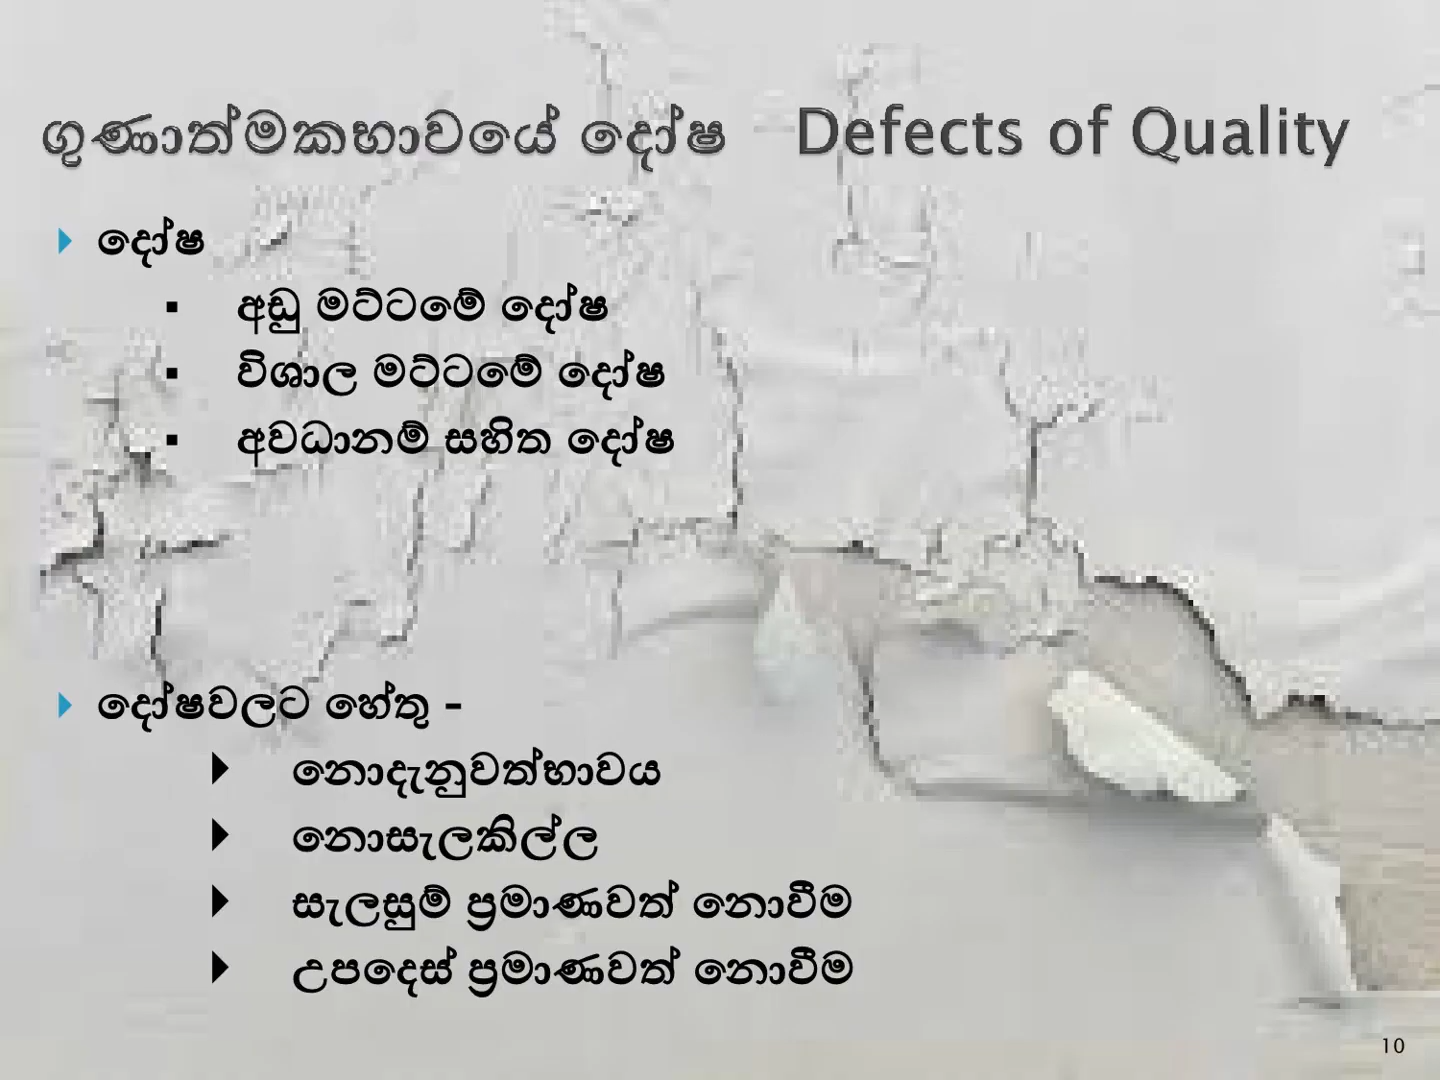 ගුණාත්මකභාවයේ දෝෂ Defects of Quality
දෝෂ
අඩු මට්ටමේ දෝෂ
විශාල මට්ටමේ දෝෂ
අවධානම් සහිත දෝෂ
දෝෂවලට හේතු -
නොදැනුවත්භාවය
නොසැලකිල්ල
සැලසුම් ප්‍රමාණවත් නොවීම
උපදෙස් ප්‍රමාණවත් නොවීම
10